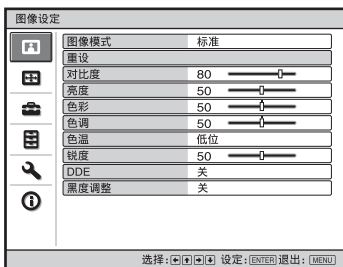 图像设定
图像模式 标准
重设
对比度 80
亮度 50
色彩 50
色调 50
色温 低位
锐度 50
DDE 关
黑度调整 关
选择: 设定: ENTER 退出: MENU